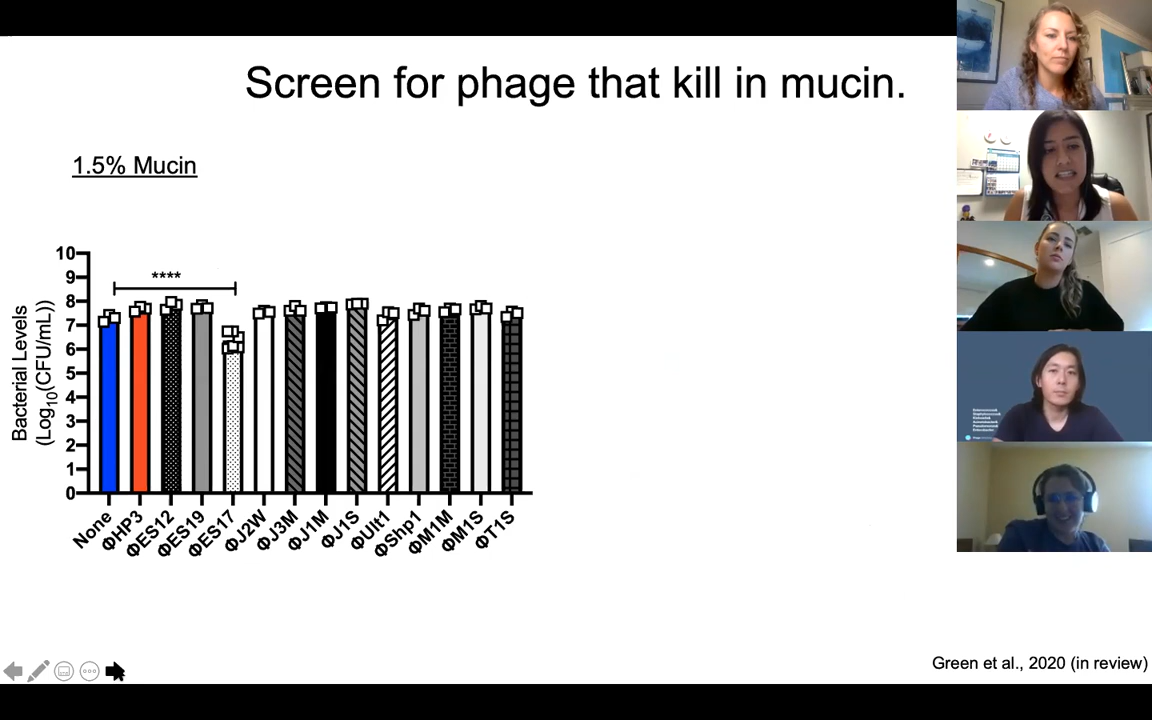 Screen for phage that kill in mucin.
1.5% Mucin
Bacterial Levels
(Log10(CFU/mL))
10
9
8
7
6
5
4
3
2
1
0
****
None
ΦHP3
ΦES12
ΦES19
ΦES17
ΦJ2W
ΦJ3M
ΦJ1M
ΦJ1S
ΦUlt1
ΦShp1
ΦM1M
ΦM1S
ΦT1S
Green et al., 2020 (in review)